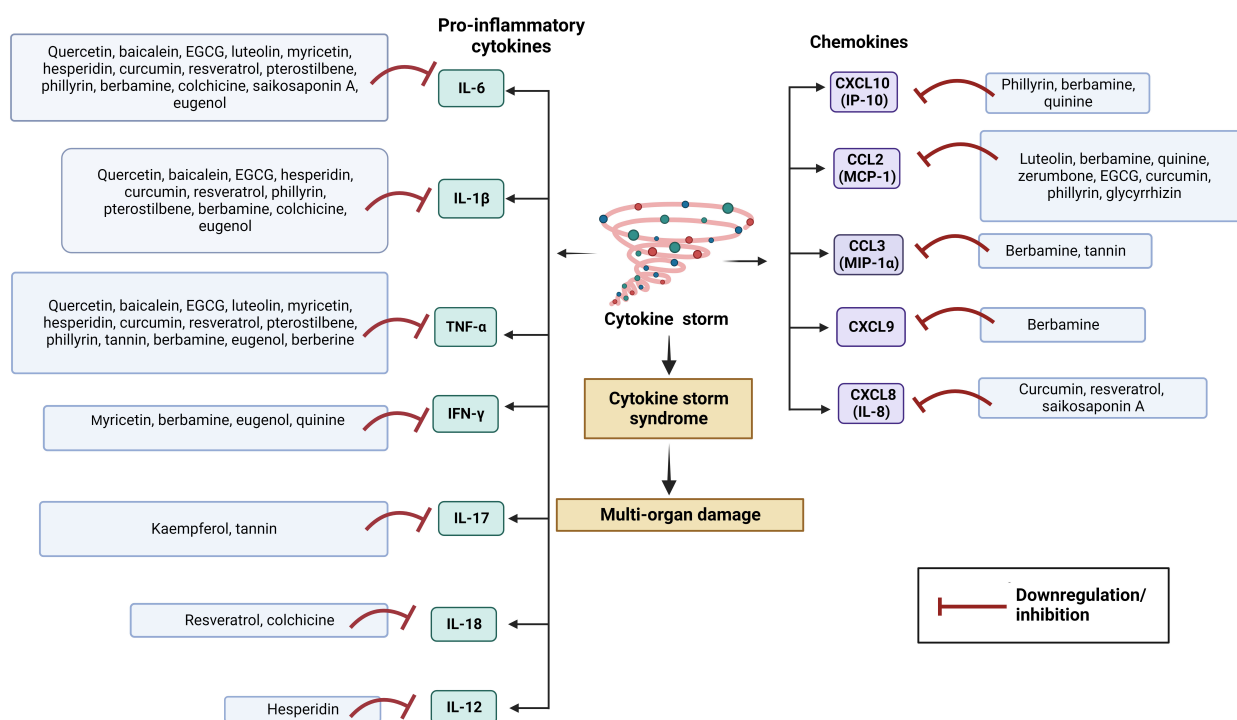 Pro-inflammatory
cytokines
Quercetin, baicalein, EGCG, luteolin, myricetin,
hesperidin, curcumin, resveratrol, pterostilbene,
phillyrin, berbamine, colchicine, saikosaponin A,
eugenol
IL-6
Quercetin, baicalein, EGCG, hesperidin,
curcumin, resveratrol, phillyrin,
pterostilbene, berbamine, colchicine,
eugenol
IL-1β
Quercetin, baicalein, EGCG, luteolin, myricetin,
hesperidin, curcumin, resveratrol, pterostilbene,
phillyrin, tannin, berbamine, eugenol, berberine
TNF-α
Myricetin, berbamine, eugenol, quinine
IFN-γ
Kaempferol, tannin
IL-17
Resveratrol, colchicine
IL-18
Hesperidin
IL-12
Cytokine storm
Cytokine storm
syndrome
Multi-organ damage
Chemokines
CXCL10
(IP-10)
Phillyrin, berbamine,
quinine
CCL2
(MCP-1)
Luteolin, berbamine, quinine,
zerumbone, EGCG, curcumin,
phillyrin, glycyrrhizin
CCL3
(MIP-1α)
Berbamine, tannin
CXCL9
Berbamine
CXCL8
(IL-8)
Curcumin, resveratrol,
saikosaponin A
Downregulation/
inhibition